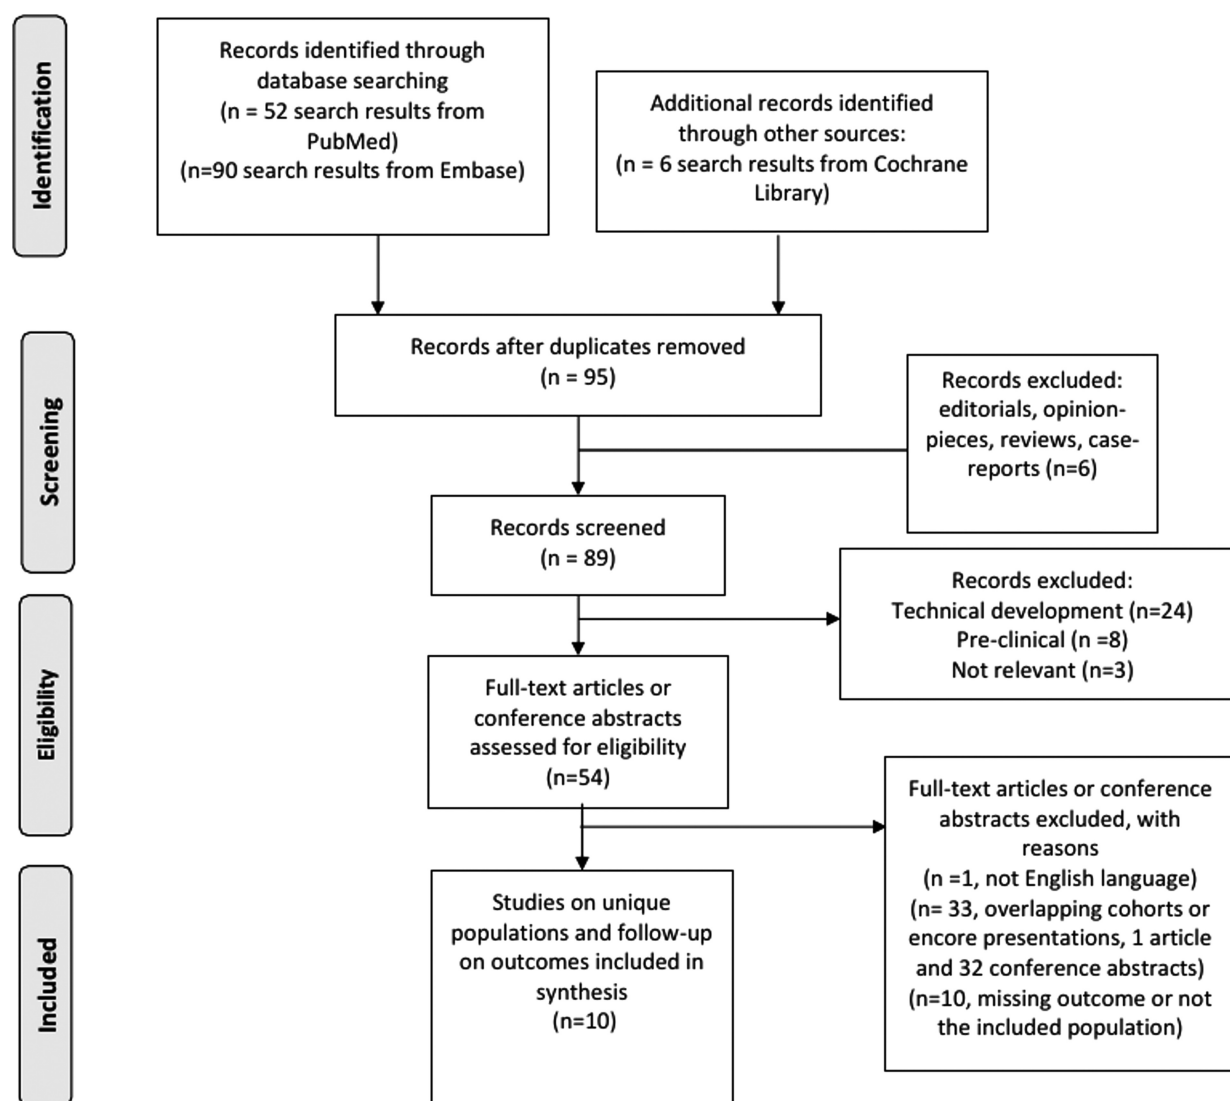 Identification
Records identified through
database searching
(n = 52 search results from
PubMed)
(n=90 search results from Embase)
Additional records identified
through other sources:
(n = 6 search results from Cochrane
Library)
Screening
Records after duplicates removed
(n = 95)
Records excluded:
editorials, opinion-
pieces, reviews, case-
reports (n=6)
Records screened
(n = 89)
Records excluded:
Technical development (n=24)
Pre-clinical (n =8)
Not relevant (n=3)
Eligibility
Full-text articles or
conference abstracts
assessed for eligibility
(n=54)
Full-text articles or conference
abstracts excluded, with
reasons
(n =1, not English language)
(n= 33, overlapping cohorts or
encore presentations, 1 article
and 32 conference abstracts)
(n=10, missing outcome or not
the included population)
Included
Studies on unique
populations and follow-up
on outcomes included in
synthesis
(n=10)